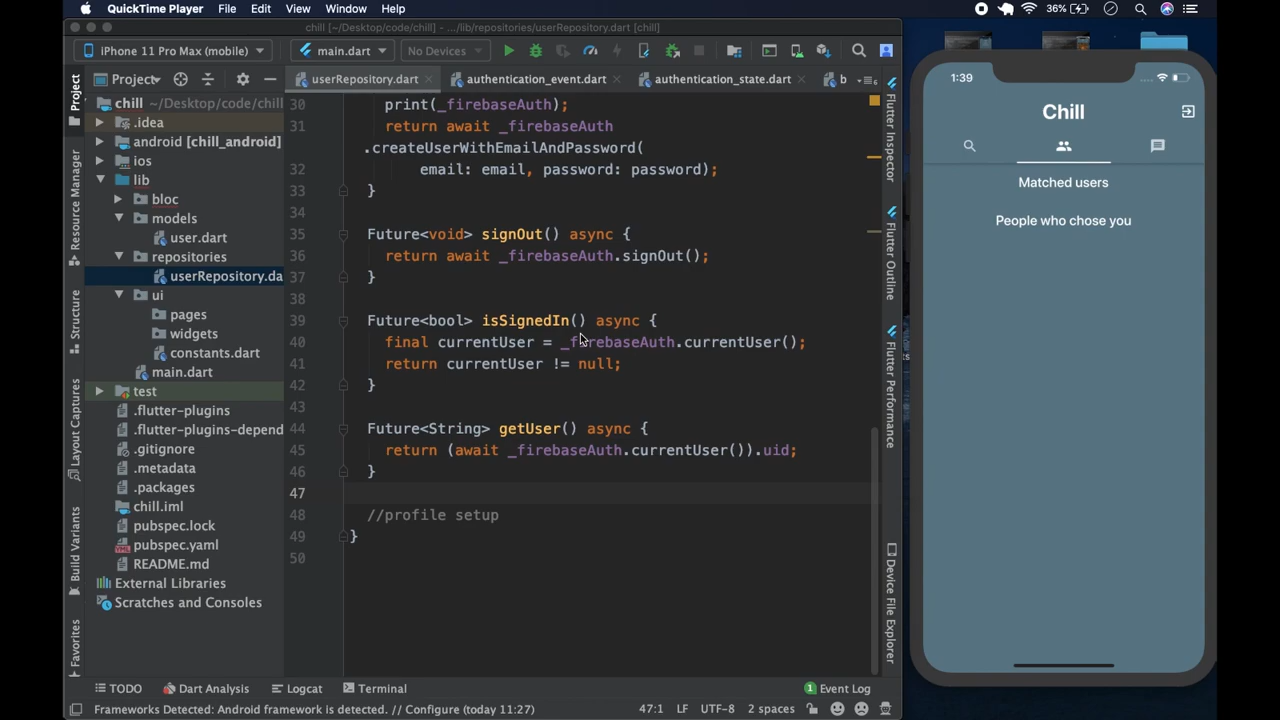 QuickTime Player File Edit View Window Help 36%
chill [~/Desktop/code/chill] - .../lib/repositories/userRepository.dart [chill]
iPhone 11 Pro Max (mobile) main.dart No Devices
Project userRepository.dart authentication_event.dart authentication_state.dart b
chill ~/Desktop/code/chill
.idea
android [chill_android]
ios
lib
bloc
models
user.dart
repositories
userRepository.da
ui
pages
widgets
constants.dart
main.dart
test
.flutter-plugins
.flutter-plugins-depend
.gitignore
.metadata
.packages
chill.iml
pubspec.lock
pubspec.yaml
README.md
External Libraries
Scratches and Consoles
Project
Resource Manager
Structure
Layout Captures
Build Variants
Favorites
30 print(_firebaseAuth);
31 return await _firebaseAuth
.createUserWithEmailAndPassword(
32 email: email, password: password);
33 }
34
35 Future<void> signOut() async {
36 return await _firebaseAuth.signOut();
37 }
38
39 Future<bool> isSignedIn() async {
40 final currentUser = _firebaseAuth.currentUser();
41 return currentUser != null;
42 }
43
44 Future<String> getUser() async {
45 return (await _firebaseAuth.currentUser()).uid;
46 }
47
48 //profile setup
49 }
50
Flutter Inspector
Flutter Outline
Flutter Performance
Device File Explorer
TODO Dart Analysis Logcat Terminal 1 Event Log
Frameworks Detected: Android framework is detected. // Configure (today 11:27) 47:1 LF UTF-8 2 spaces
1:39
Chill
Matched users
People who chose you